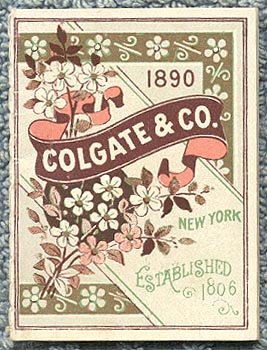 1890
COLGATE & CO.
NEW YORK
ESTABLISHED
1806